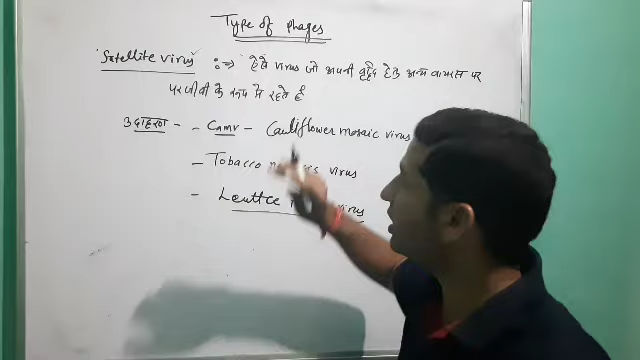 Type of phages
"Satellite virus" :⇒ ऐसे virus जो अपनी वृद्धि हेतु अन्य वायरस पर
परजीवी के रूप में रहते हैं
उदाहरण - - CaMV - Cauliflower mosaic virus
- Tobacco virus
- virus